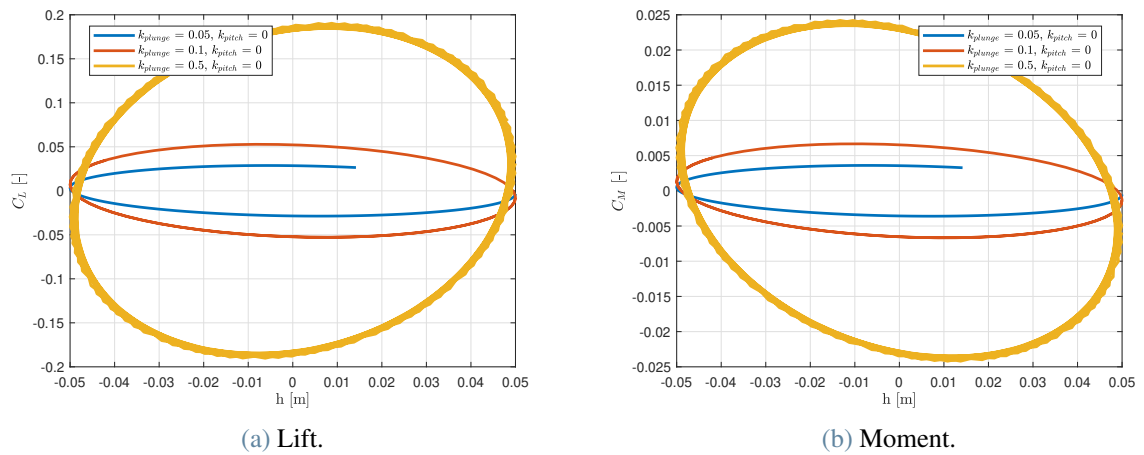 0.2
0.15
0.1
0.05
0
-0.05
-0.1
-0.15
-0.2
C_L [-]
k_plunge = 0.05, k_pitch = 0
k_plunge = 0.1, k_pitch = 0
k_plunge = 0.5, k_pitch = 0
-0.05 -0.04 -0.03 -0.02 -0.01 0 0.01 0.02 0.03 0.04 0.05
h [m]
(a) Lift.
0.025
0.02
0.015
0.01
0.005
0
-0.005
-0.01
-0.015
-0.02
-0.025
C_M [-]
k_plunge = 0.05, k_pitch = 0
k_plunge = 0.1, k_pitch = 0
k_plunge = 0.5, k_pitch = 0
-0.05 -0.04 -0.03 -0.02 -0.01 0 0.01 0.02 0.03 0.04 0.05
h [m]
(b) Moment.